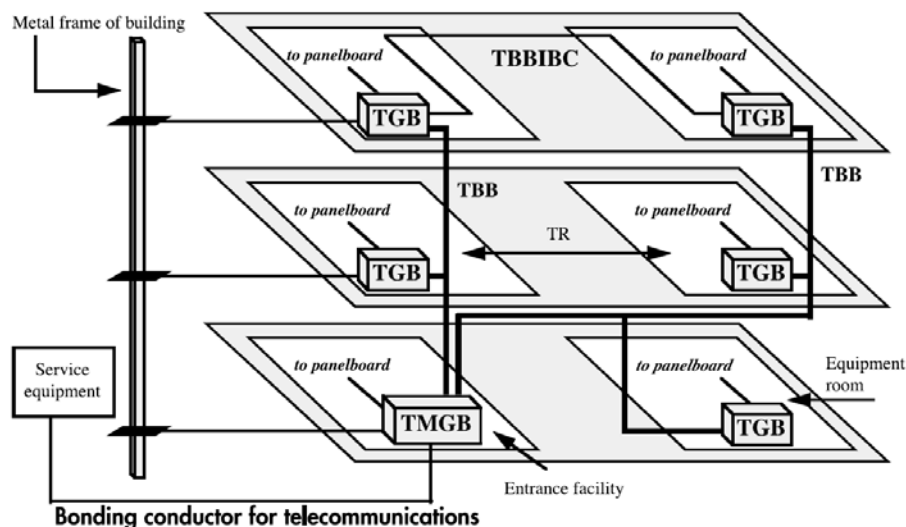 Metal frame of building
to panelboard
TBBIBC
to panelboard
TGB
TGB
TBB
TBB
to panelboard
to panelboard
TR
TGB
TGB
Service equipment
to panelboard
to panelboard
Equipment room
TMGB
TGB
Entrance facility
Bonding conductor for telecommunications